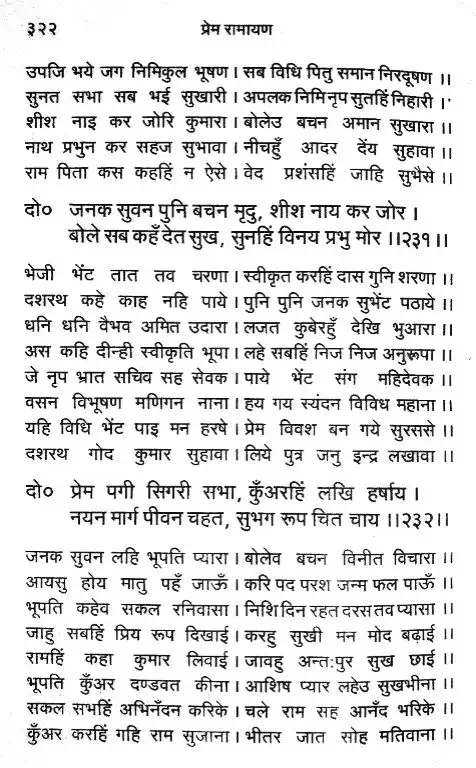 ३२२ प्रेम रामायण
उपजि भये जग निमिकुल भूषण । सब विधि पितु समान निरदूषण ।।
सुनत सभा सब भई सुखारी । अपलक निमि नृप सुतहिं निहारी ।
शीश नाइ कर जोरि कुमारा । बोलेउ बचन अमान सुखारा ।।
नाथ प्रभुन कर सहज सुभावा । नीचहुँ आदर देंय सुहावा ।।
राम पिता कस कहहिं न ऐसे । वेद प्रशंसहिं जाहि सुभैसे ।।
दो० जनक सुवन पुनि बचन मृदु, शीश नाय कर जोर ।
बोले सब कहँ देत सुख, सुनहिं विनय प्रभु मोर ।।२३१।।
भेजी भेंट तात तव चरणा । स्वीकृत करहिं दास गुनि शरणा ।।
दशरथ कहे काह नहि पाये । पुनि पुनि जनक सुभेंट पठाये ।।
धनि धनि वैभव अमित उदारा । लजत कुबेरहुँ देखि भुआरा ।।
अस कहि दीन्ही स्वीकृति भूपा । लहे सबहिं निज निज अनुरूपा ।।
जे नृप भ्रात सचिव सह सेवक । पाये भेंट संग महिदेवक ।।
वसन विभूषण मणिगन नाना । हय गय स्यंदन विविध महाना ।।
यहि विधि भेंट पाइ मन हरषे । प्रेम विवश बन गये सुरससे ।।
दशरथ गोद कुमार सुहावा । लिये पुत्र जनु इन्द्र लखावा ।।
दो० प्रेम पगी सिगरी सभा, कुँअरहिं लखि हर्षाय ।
नयन मार्ग पीवन चहत, सुभग रूप चित चाय ।।२३२।।
जनक सुवन लहि भूपति प्यारा । बोलेव बचन विनीत विचारा ।।
आयसु होय मातु पहँ जाऊँ । करि पद परश जन्म फल पाऊँ ।।
भूपति कहेव सकल रनिवासा । निशि दिन रहत दरस तव प्यासा ।।
जाहु सबहिं प्रिय रूप दिखाई । करहु सुखी मन मोद बढ़ाई ।।
रामहिं कहा कुमार लिवाई । जावहु अन्तःपुर सुख छाई ।।
भूपति कुँअर दण्डवत कीना । आशिष प्यार लहेउ सुखभीना ।।
सकल सभहिं अभिनँदन करिके । चले राम सह आनँद भरिके ।।
कुँअर करहिं गहि राम सुजाना । भीतर जात सोह मतिवाना ।।